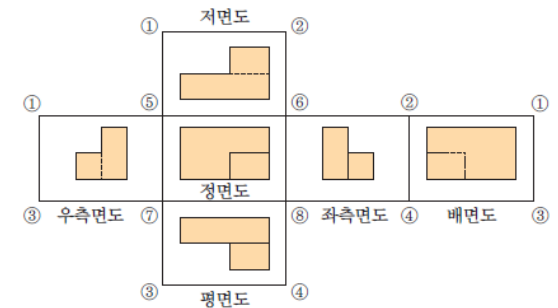 저면도
① ②
① ⑤ ⑥ ② ①
정면도
③ 우측면도 ⑦ ⑧ 좌측면도 ④ 배면도 ③
③ 평면도 ④